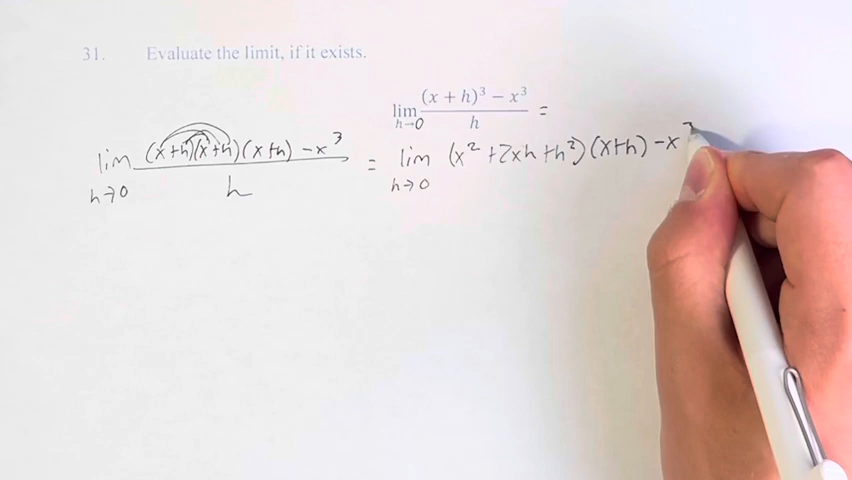 31. Evaluate the limit, if it exists.
lim h→0 (x + h)³ − x³ / h =
lim h→0 (x+h)(x+h)(x+h) − x³ / h = lim h→0 (x² + 2xh + h²)(x+h) − x³